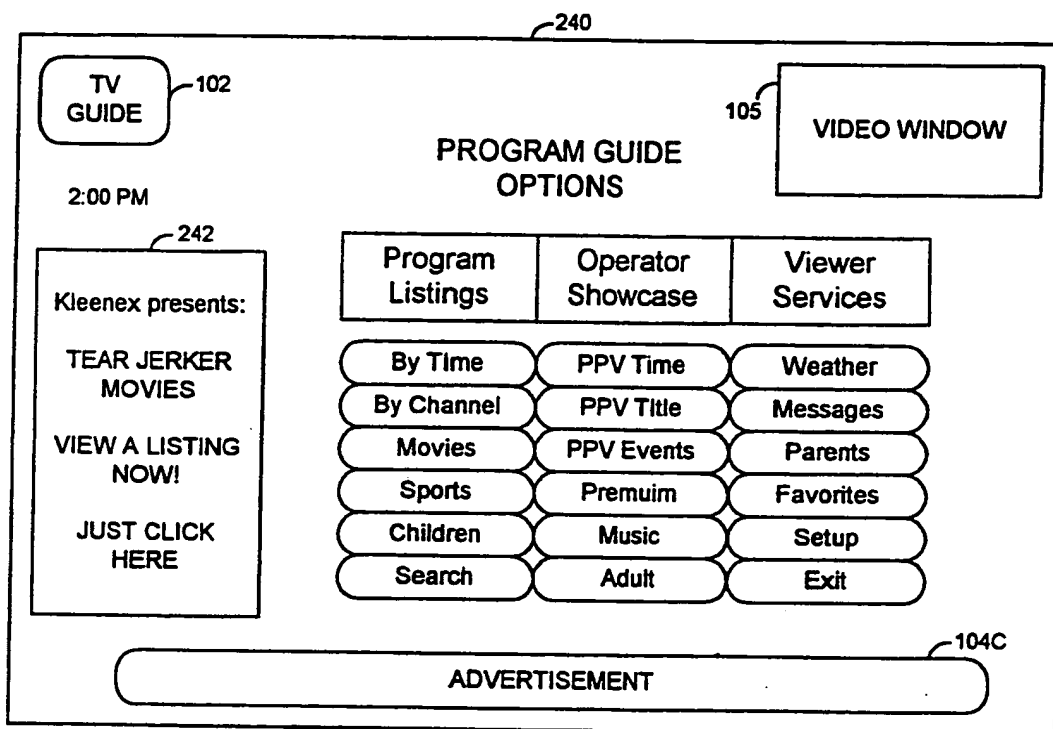 240
TV
GUIDE
102
105
VIDEO WINDOW
PROGRAM GUIDE
OPTIONS
2:00 PM
242
Kleenex presents:
TEAR JERKER
MOVIES
VIEW A LISTING
NOW!
JUST CLICK
HERE
Program
Listings
Operator
Showcase
Viewer
Services
By Time
PPV Time
Weather
By Channel
PPV Title
Messages
Movies
PPV Events
Parents
Sports
Premuim
Favorites
Children
Music
Setup
Search
Adult
Exit
104C
ADVERTISEMENT